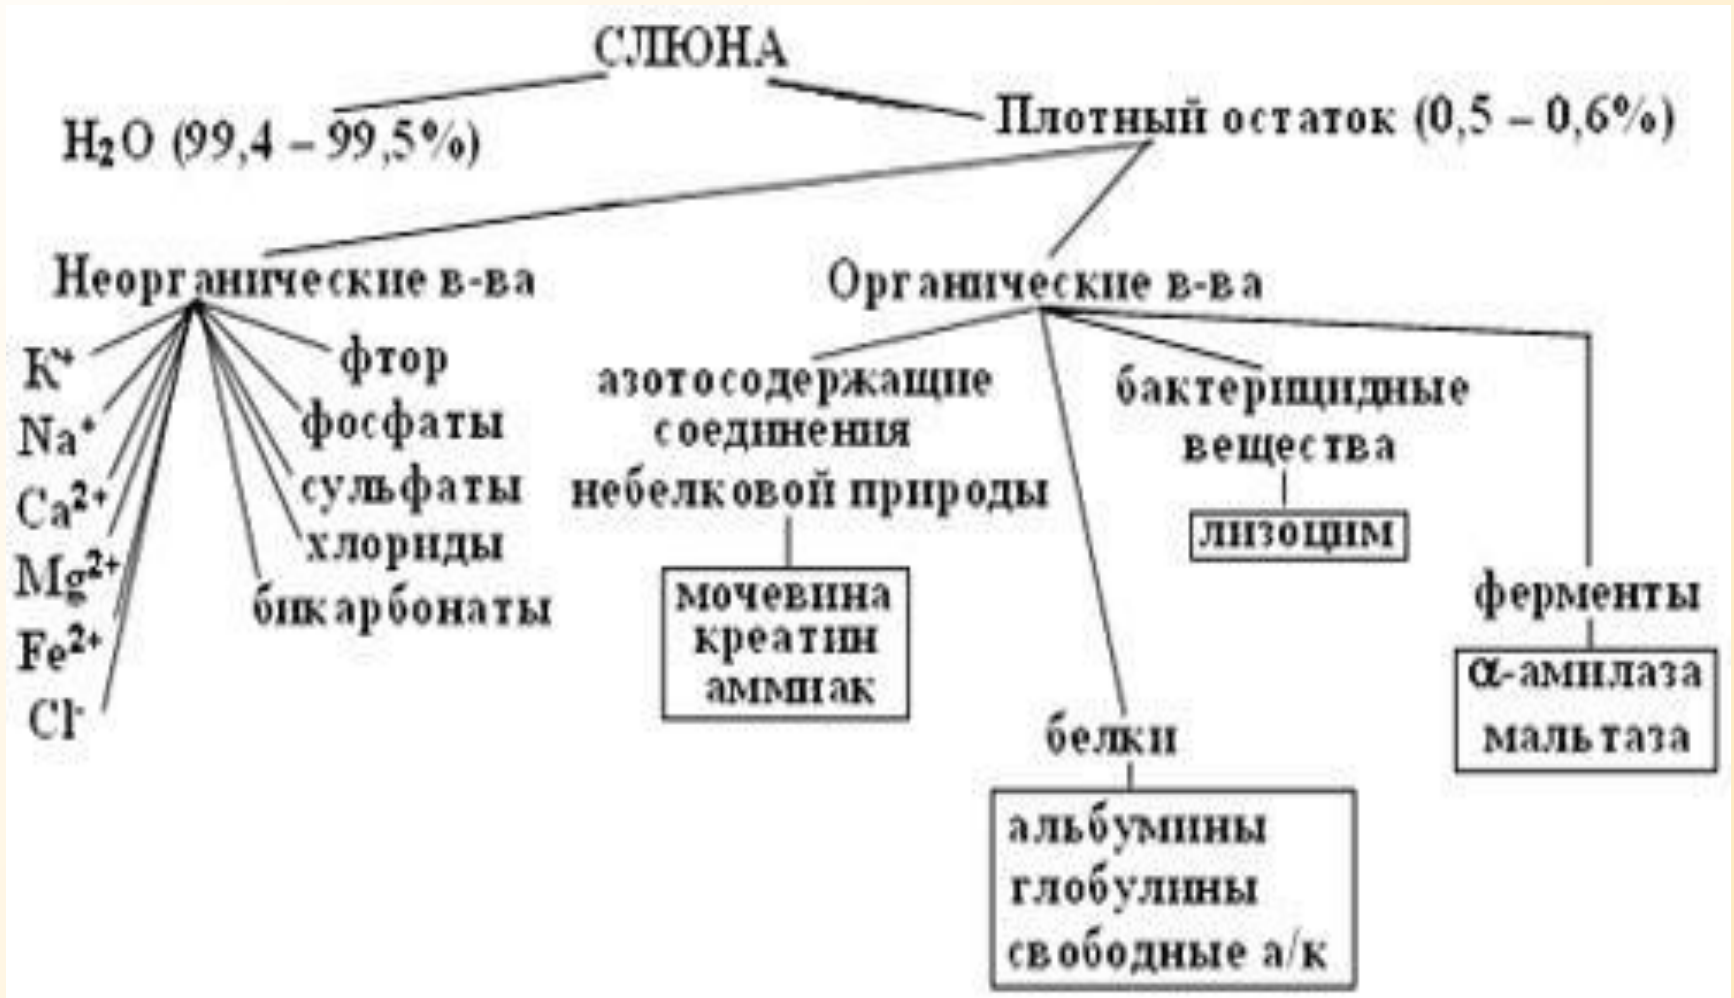 СЛЮНА
H₂O (99,4 – 99,5%)
Плотный остаток (0,5 – 0,6%)
Неорганические в-ва
K⁺
Na⁺
Ca²⁺
Mg²⁺
Fe²⁺
Cl⁻
фтор
фосфаты
сульфаты
хлориды
бикарбонаты
Органические в-ва
азотосодержащие
соединения
небелковой природы
мочевина
креатин
аммиак
белки
альбумины
глобулины
свободные а/к
бактерицидные
вещества
лизоцим
ферменты
α-амилаза
мальтаза